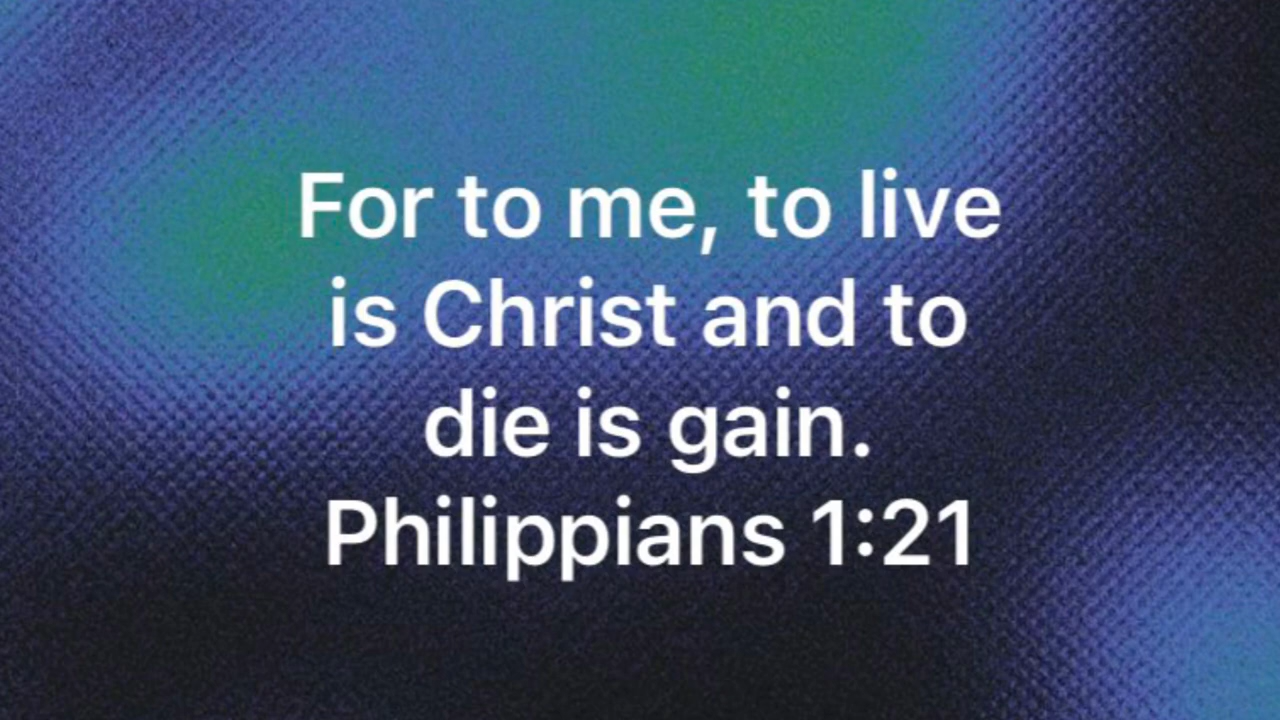 For to me, to live
is Christ and to
die is gain.
Philippians 1:21